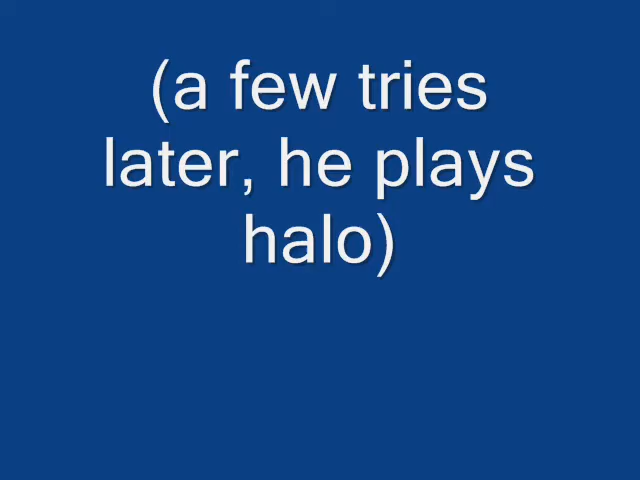 (a few tries
later, he plays
halo)